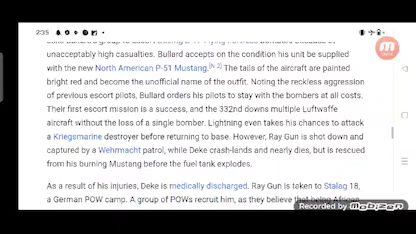 2:35
unacceptably high casualties. Bullard accepts on the condition his unit be supplied
with the new North American P-51 Mustang.[N 2] The tails of the aircraft are painted
bright red and become the unofficial name of the outfit. Noting the reckless aggression
of previous escort pilots, Bullard orders his pilots to stay with the bombers at all costs.
Their first escort mission is a success, and the 332nd downs multiple Luftwaffe
aircraft without the loss of a single bomber. Lightning even takes his chances to attack
a Kriegsmarine destroyer before returning to base. However, Ray Gun is shot down and
captured by a Wehrmacht patrol, while Deke crash-lands and nearly dies, but is rescued
from his burning Mustang before the fuel tank explodes.
As a result of his injuries, Deke is medically discharged. Ray Gun is taken to Stalag 18,
a German POW camp. A group of POWs recruit him, as they believe that being African
Recorded by Mobizen